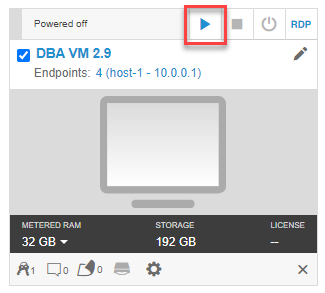 Powered off
RDP
DBA VM 2.9
Endpoints: 4 (host-1 - 10.0.0.1)
METERED RAM STORAGE LICENSE
32 GB 192 GB --
1 0 0